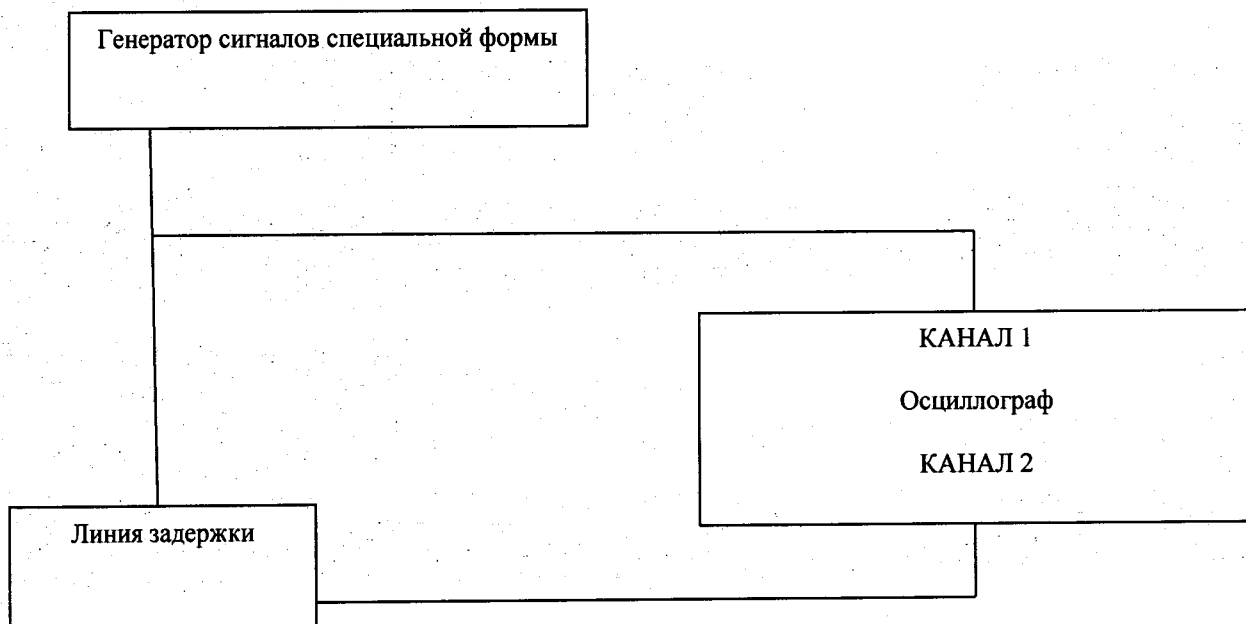 Генератор сигналов специальной формы
КАНАЛ 1
Осциллограф
КАНАЛ 2
Линия задержки